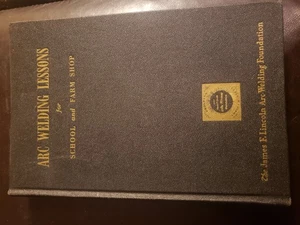 ARC WELDING LESSONS
for
SCHOOL and FARM SHOP
The James F. Lincoln Arc Welding Foundation